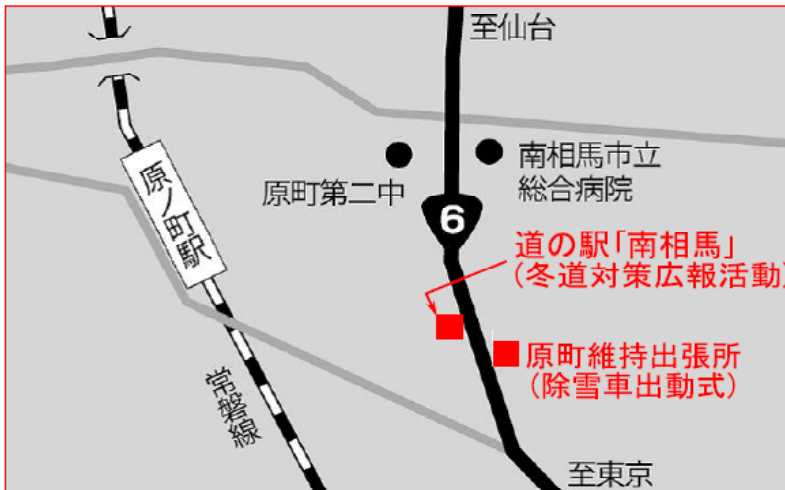 至仙台
南相馬市立
総合病院
原町第二中
原ノ町駅
6
道の駅「南相馬」
(冬道対策広報活動)
原町維持出張所
(除雪車出動式)
常磐線
至東京